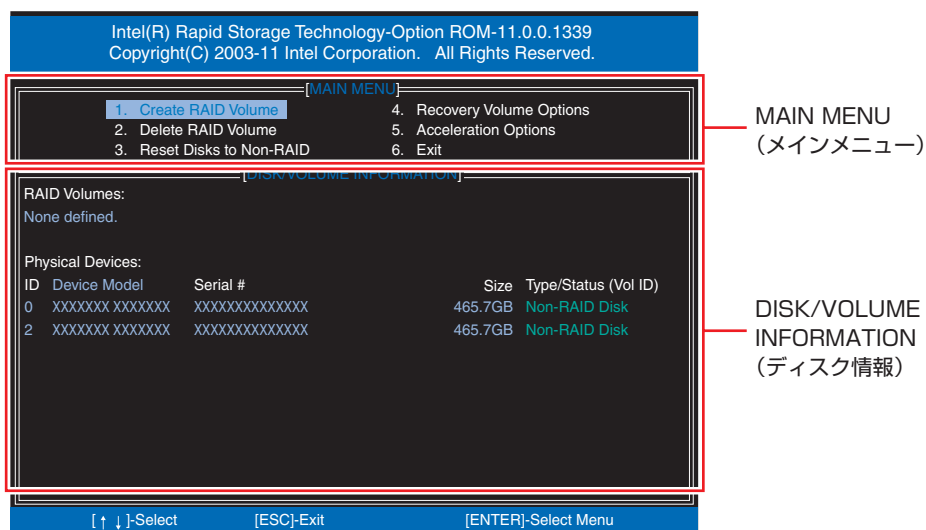 Intel(R) Rapid Storage Technology-Option ROM-11.0.0.1339
Copyright(C) 2003-11 Intel Corporation. All Rights Reserved.
[MAIN MENU]
1. Create RAID Volume
2. Delete RAID Volume
3. Reset Disks to Non-RAID
4. Recovery Volume Options
5. Acceleration Options
6. Exit
MAIN MENU
（メインメニュー）
[DISK/VOLUME INFORMATION]
RAID Volumes:
None defined.
Physical Devices:
ID Device Model Serial # Size Type/Status (Vol ID)
0 XXXXXXX XXXXXXX XXXXXXXXXXXXXX 465.7GB Non-RAID Disk
2 XXXXXXX XXXXXXX XXXXXXXXXXXXXX 465.7GB Non-RAID Disk
DISK/VOLUME
INFORMATION
（ディスク情報）
[↑↓]-Select [ESC]-Exit [ENTER]-Select Menu